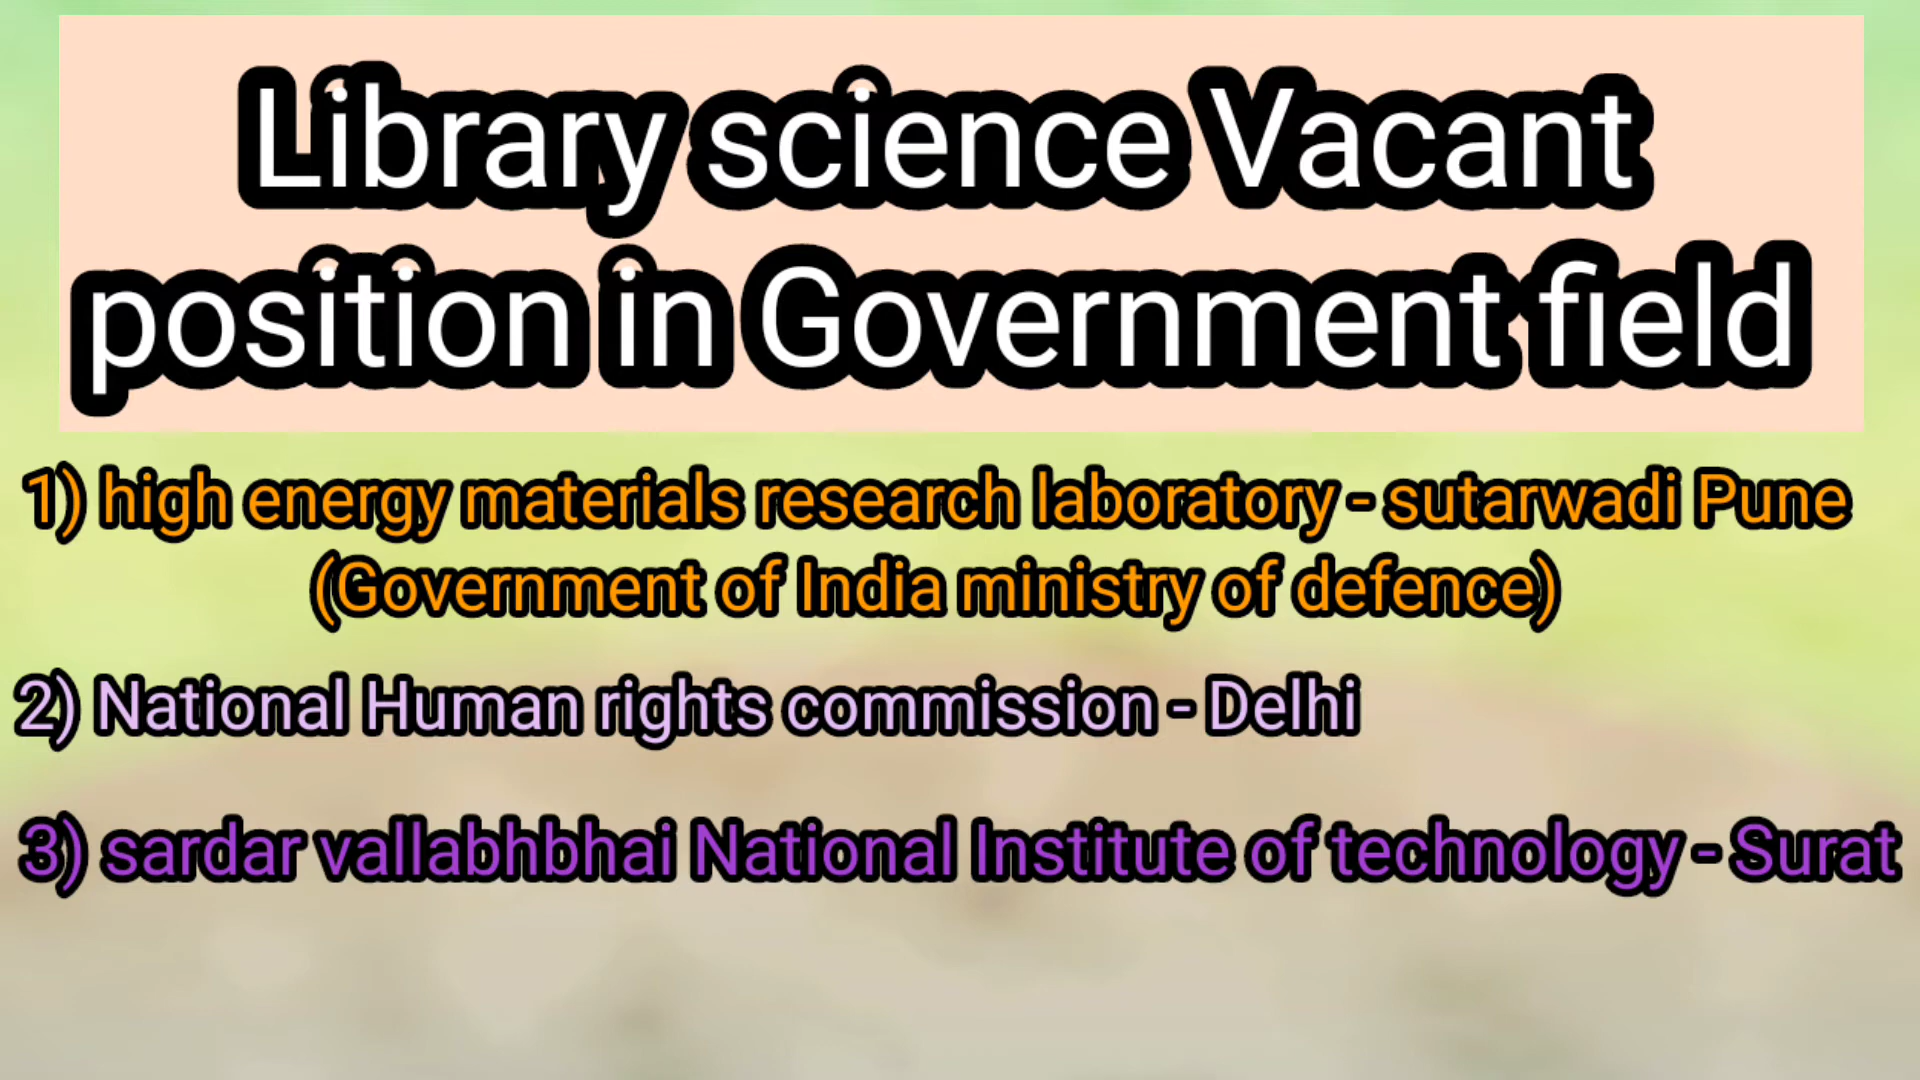 Library science Vacant
position in Government field
1) high energy materials research laboratory - sutarwadi Pune
(Government of India ministry of defence)
2) National Human rights commission - Delhi
3) sardar vallabhbhai National Institute of technology - Surat